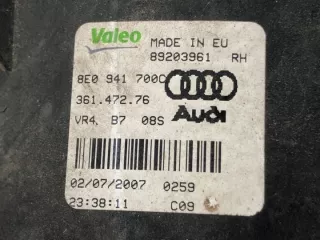 Valeo MADE IN EU
89203961 RH
8E0 941 700C
361.472.76
VR4. B7 08S Audi
02/07/2007 0259
23:38:11 C09